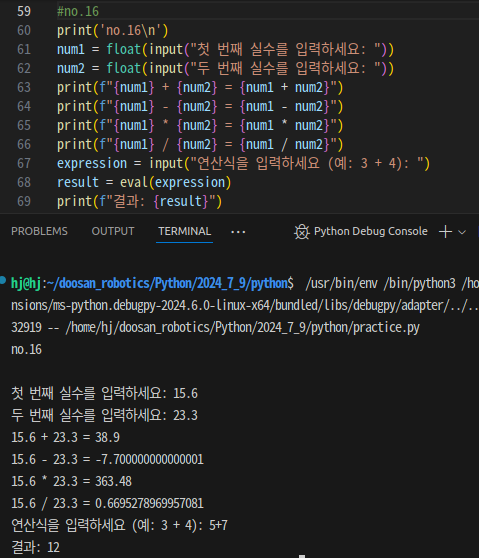 59 #no.16
60 print('no.16\n')
61 num1 = float(input("첫 번째 실수를 입력하세요: "))
62 num2 = float(input("두 번째 실수를 입력하세요: "))
63 print(f"{num1} + {num2} = {num1 + num2}")
64 print(f"{num1} - {num2} = {num1 - num2}")
65 print(f"{num1} * {num2} = {num1 * num2}")
66 print(f"{num1} / {num2} = {num1 / num2}")
67 expression = input("연산식을 입력하세요 (예: 3 + 4): ")
68 result = eval(expression)
69 print(f"결과: {result}")
PROBLEMS OUTPUT TERMINAL ··· Python Debug Console
hj@hj:~/doosan_robotics/Python/2024_7_9/python$ /usr/bin/env /bin/python3 /ho
nsions/ms-python.debugpy-2024.6.0-linux-x64/bundled/libs/debugpy/adapter/../..
32919 -- /home/hj/doosan_robotics/Python/2024_7_9/python/practice.py
no.16
첫 번째 실수를 입력하세요: 15.6
두 번째 실수를 입력하세요: 23.3
15.6 + 23.3 = 38.9
15.6 - 23.3 = -7.700000000000001
15.6 * 23.3 = 363.48
15.6 / 23.3 = 0.6695278969957081
연산식을 입력하세요 (예: 3 + 4): 5+7
결과: 12